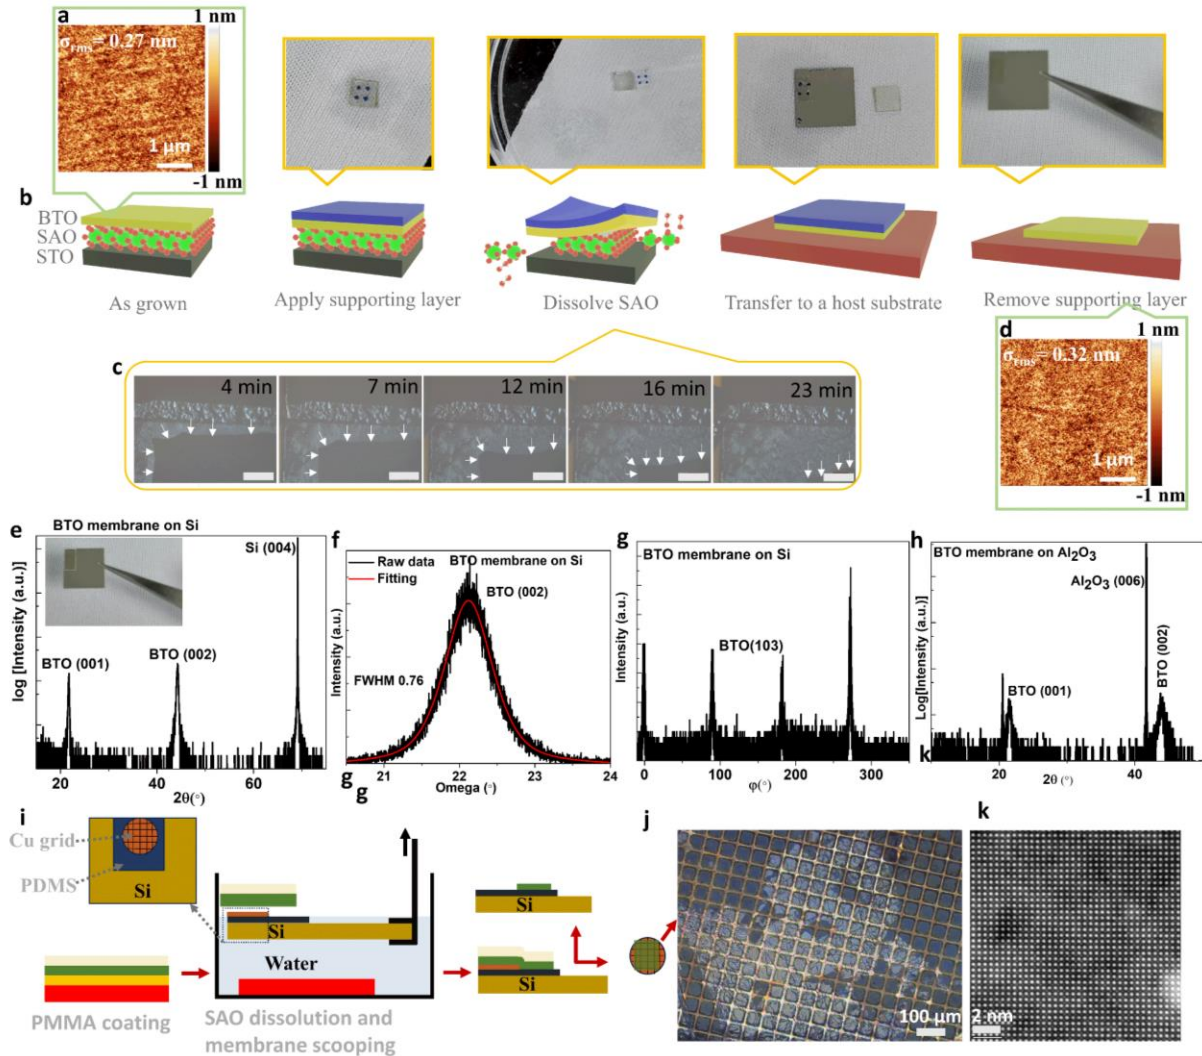 a
1 nm
σrms= 0.27 nm
1 μm
-1 nm
b
BTO
SAO
STO
As grown
Apply supporting layer
Dissolve SAO
Transfer to a host substrate
Remove supporting layer
c
4 min
7 min
12 min
16 min
23 min
d
1 nm
σrms= 0.32 nm
1 μm
-1 nm
e
BTO membrane on Si
Si (004)
BTO (001)
BTO (002)
log [Intensity (a.u.)]
20
40
60
2θ(°)
f
Raw data
Fitting
BTO membrane on Si
BTO (002)
FWHM 0.76
Intensity (a.u.)
21
22
23
24
Omega (°)
g
g
g
BTO membrane on Si
BTO(103)
Intensity (a.u.)
0
100
200
300
φ(°)
h
BTO membrane on Al2O3
Al2O3 (006)
BTO (001)
BTO (002)
Log[Intensity (a.u.)]
k
20
40
2θ (°)
i
Cu grid
PDMS
Si
Si
Water
PMMA coating
SAO dissolution and
membrane scooping
Si
Si
j
100 μm
k
2 nm